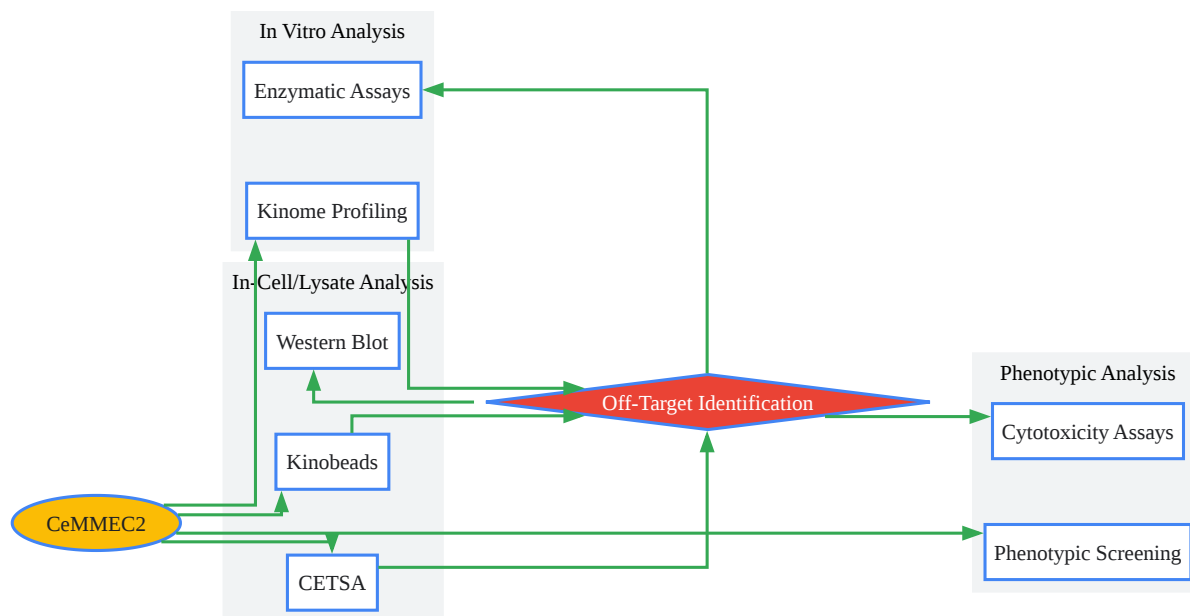 In Vitro Analysis
Enzymatic Assays
Kinome Profiling
In-Cell/Lysate Analysis
Western Blot
Kinobeads
CETSA
CeMMEC2
Off-Target Identification
Phenotypic Analysis
Cytotoxicity Assays
Phenotypic Screening